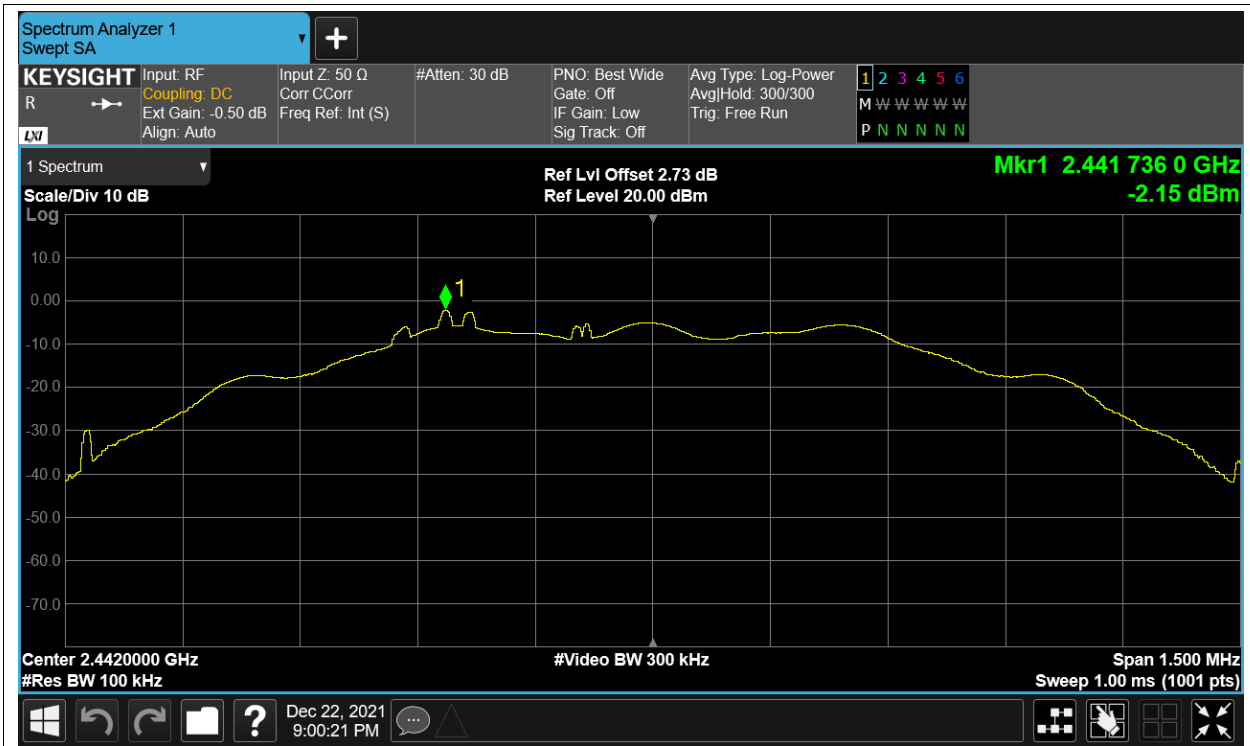 Spectrum Analyzer 1
Swept SA
KEYSIGHT
R
LXI
Input: RF
Coupling: DC
Ext Gain: -0.50 dB
Align: Auto
Input Z: 50 Ω
Corr CCorr
Freq Ref: Int (S)
#Atten: 30 dB
PNO: Best Wide
Gate: Off
IF Gain: Low
Sig Track: Off
Avg Type: Log-Power
Avg|Hold: 300/300
Trig: Free Run
1 2 3 4 5 6
M W W W W W
P N N N N N
1 Spectrum
Scale/Div 10 dB
Log
Ref Lvl Offset 2.73 dB
Ref Level 20.00 dBm
Mkr1 2.441 736 0 GHz
-2.15 dBm
10.0
0.00
-10.0
-20.0
-30.0
-40.0
-50.0
-60.0
-70.0
1
Center 2.4420000 GHz
#Res BW 100 kHz
#Video BW 300 kHz
Span 1.500 MHz
Sweep 1.00 ms (1001 pts)
?
Dec 22, 2021
9:00:21 PM